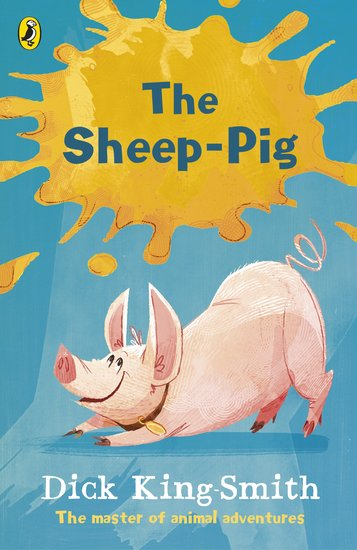 The
Sheep-Pig
Dick King-Smith
The master of animal adventures